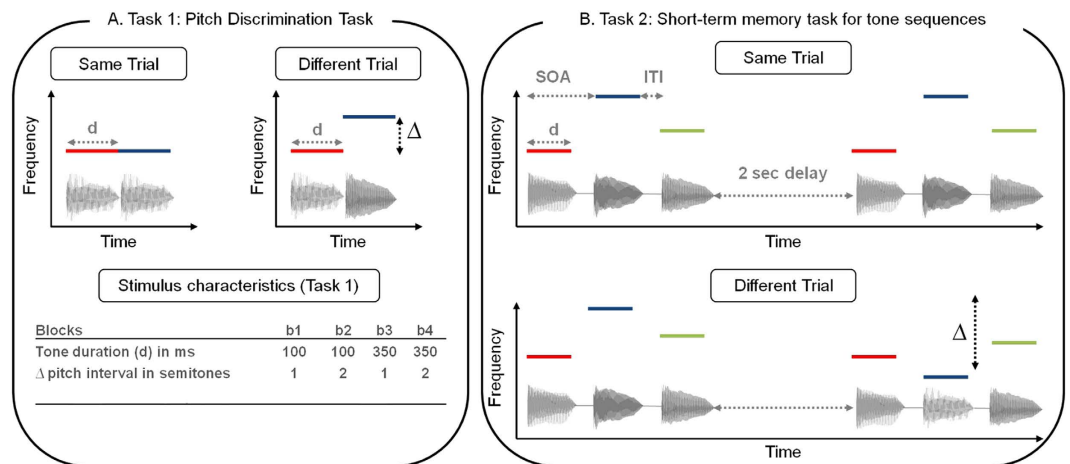 A. Task 1: Pitch Discrimination Task
Same Trial
Different Trial
Frequency
d
Time
Frequency
d
Δ
Time
Stimulus characteristics (Task 1)
Blocks b1 b2 b3 b4
Tone duration (d) in ms 100 100 350 350
Δ pitch interval in semitones 1 2 1 2
B. Task 2: Short-term memory task for tone sequences
Same Trial
Frequency
SOA
ITI
d
2 sec delay
Time
Different Trial
Frequency
Δ
Time